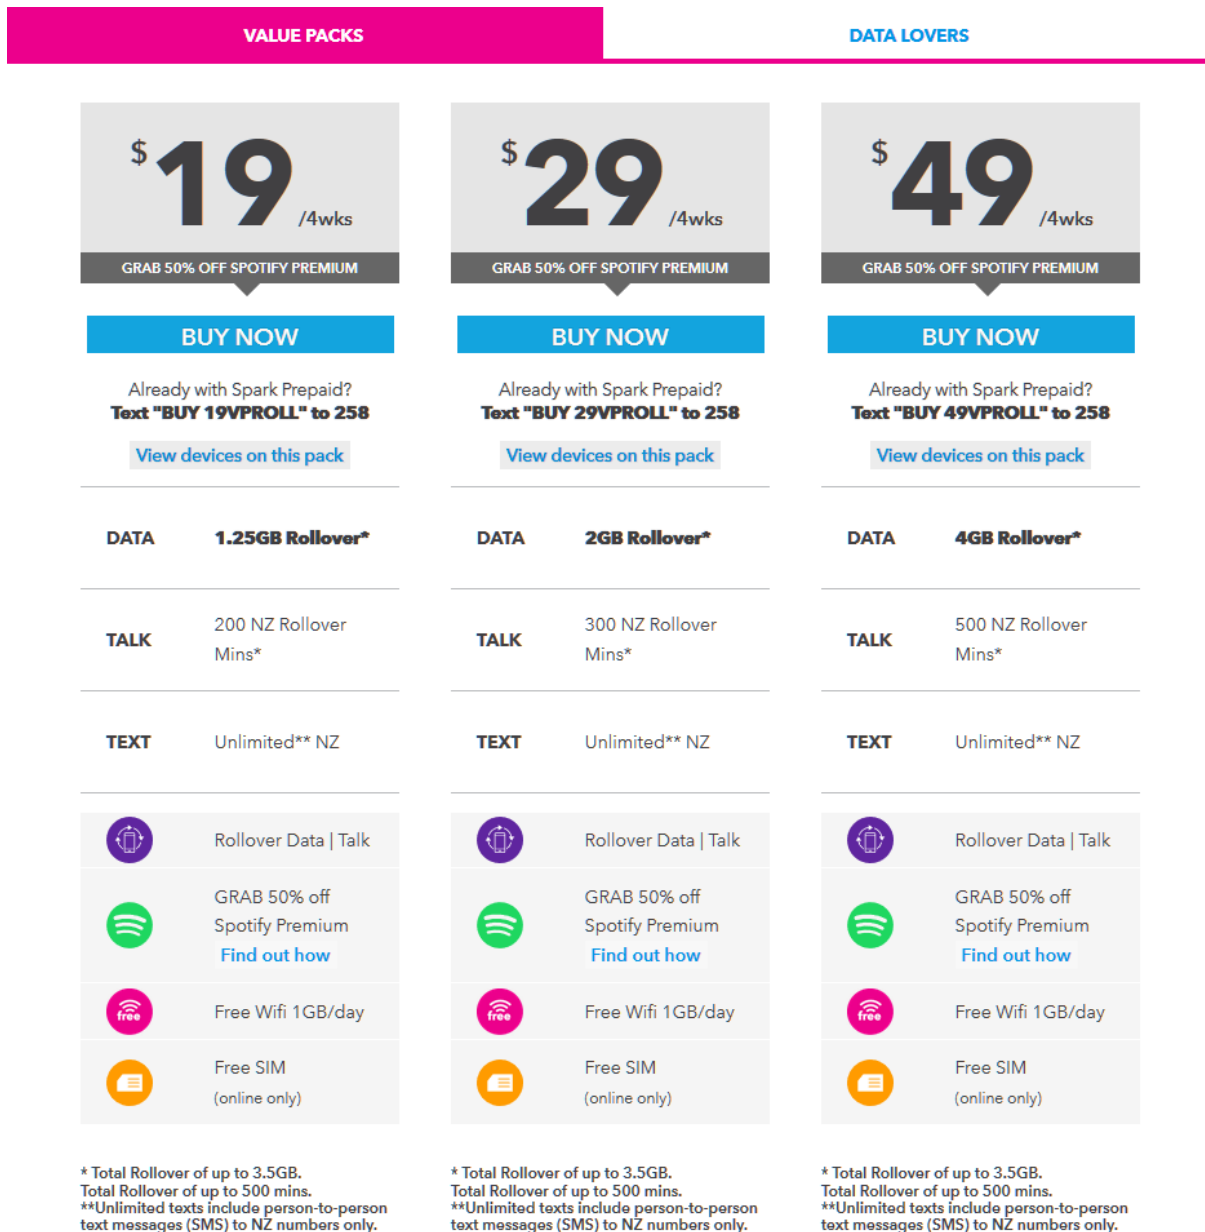 VALUE PACKS
DATA LOVERS
$19/4wks
GRAB 50% OFF SPOTIFY PREMIUM
BUY NOW
Already with Spark Prepaid?
Text "BUY 19VPROLL" to 258
View devices on this pack
DATA 1.25GB Rollover*
TALK 200 NZ Rollover
Mins*
TEXT Unlimited** NZ
Rollover Data | Talk
GRAB 50% off
Spotify Premium
Find out how
free Free Wifi 1GB/day
Free SIM
(online only)
* Total Rollover of up to 3.5GB.
Total Rollover of up to 500 mins.
**Unlimited texts include person-to-person
text messages (SMS) to NZ numbers only.
$29/4wks
GRAB 50% OFF SPOTIFY PREMIUM
BUY NOW
Already with Spark Prepaid?
Text "BUY 29VPROLL" to 258
View devices on this pack
DATA 2GB Rollover*
TALK 300 NZ Rollover
Mins*
TEXT Unlimited** NZ
Rollover Data | Talk
GRAB 50% off
Spotify Premium
Find out how
free Free Wifi 1GB/day
Free SIM
(online only)
* Total Rollover of up to 3.5GB.
Total Rollover of up to 500 mins.
**Unlimited texts include person-to-person
text messages (SMS) to NZ numbers only.
$49/4wks
GRAB 50% OFF SPOTIFY PREMIUM
BUY NOW
Already with Spark Prepaid?
Text "BUY 49VPROLL" to 258
View devices on this pack
DATA 4GB Rollover*
TALK 500 NZ Rollover
Mins*
TEXT Unlimited** NZ
Rollover Data | Talk
GRAB 50% off
Spotify Premium
Find out how
free Free Wifi 1GB/day
Free SIM
(online only)
* Total Rollover of up to 3.5GB.
Total Rollover of up to 500 mins.
**Unlimited texts include person-to-person
text messages (SMS) to NZ numbers only.